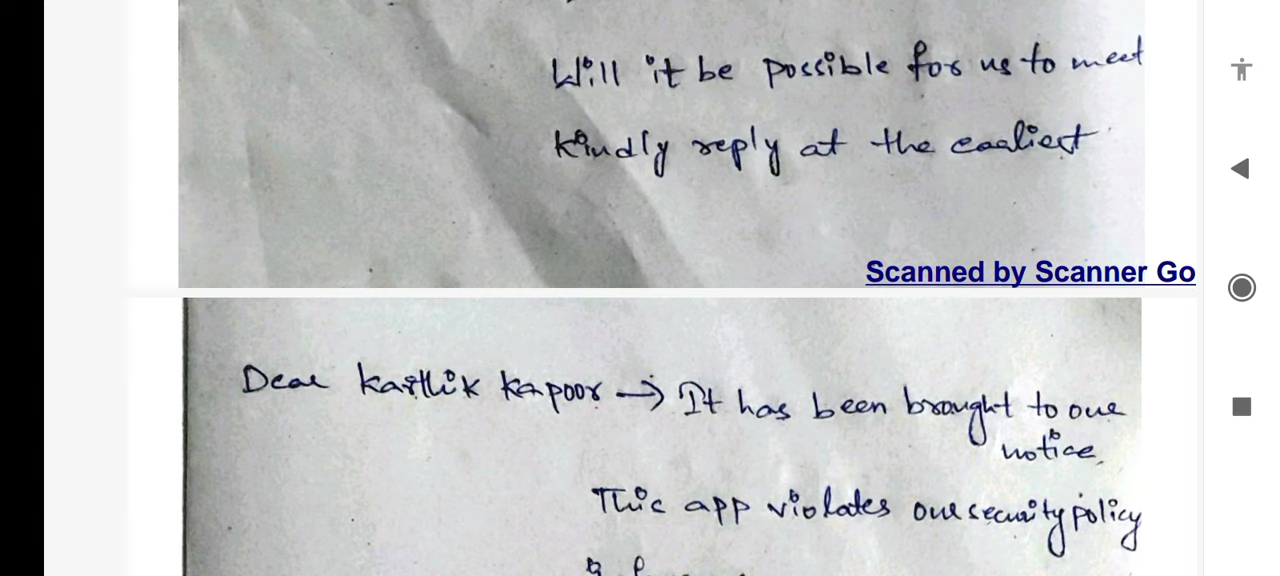 Will it be possible for us to meet
Kindly reply at the earliest
Scanned by Scanner Go
Dear Karthik Kapoor → It has been brought to our
notice.
This app violates our security policy